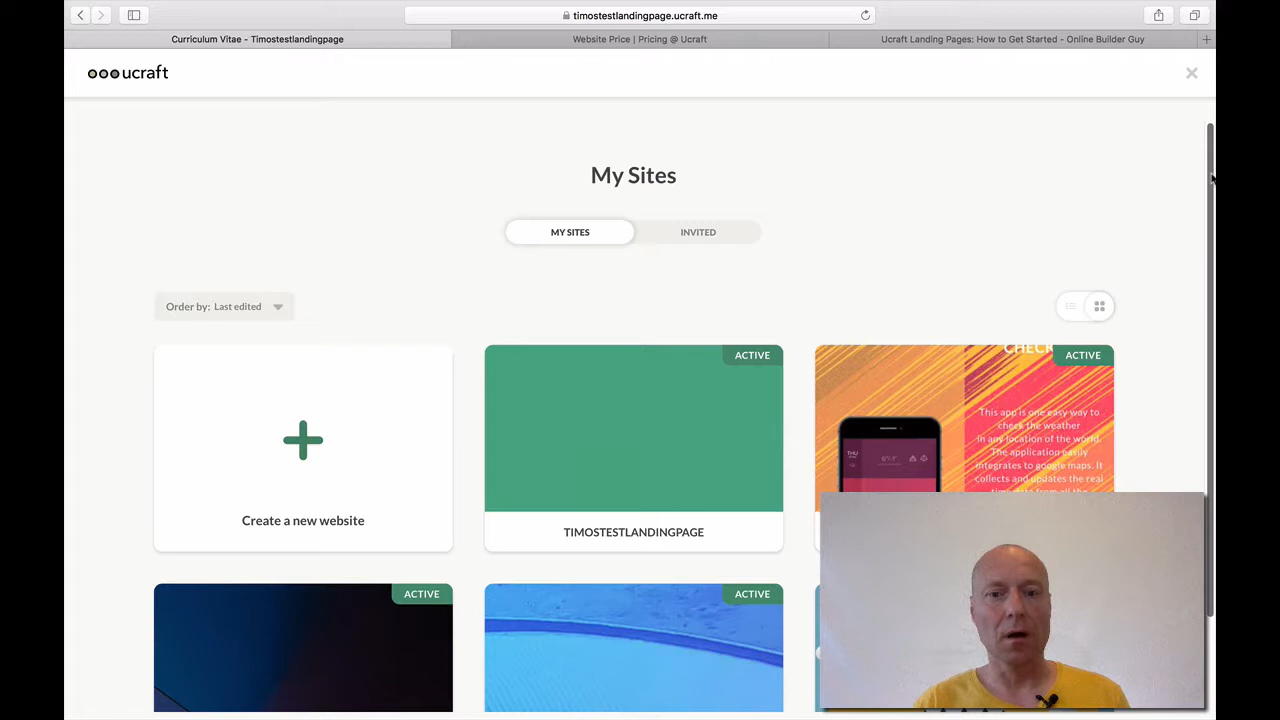 timostestlandingpage.ucraft.me
Curriculum Vitae - Timostestlandingpage
Website Price | Pricing @ Ucraft
Ucraft Landing Pages: How to Get Started - Online Builder Guy
ucraft
My Sites
MY SITES
INVITED
Order by: Last edited
ACTIVE
ACTIVE
CHECK
This app is one easy way to
check the weather
in any location of the world.
The application easily
integrates to google maps. It
collects and updates the real
THU
Create a new website
TIMOSTESTLANDINGPAGE
ACTIVE
ACTIVE